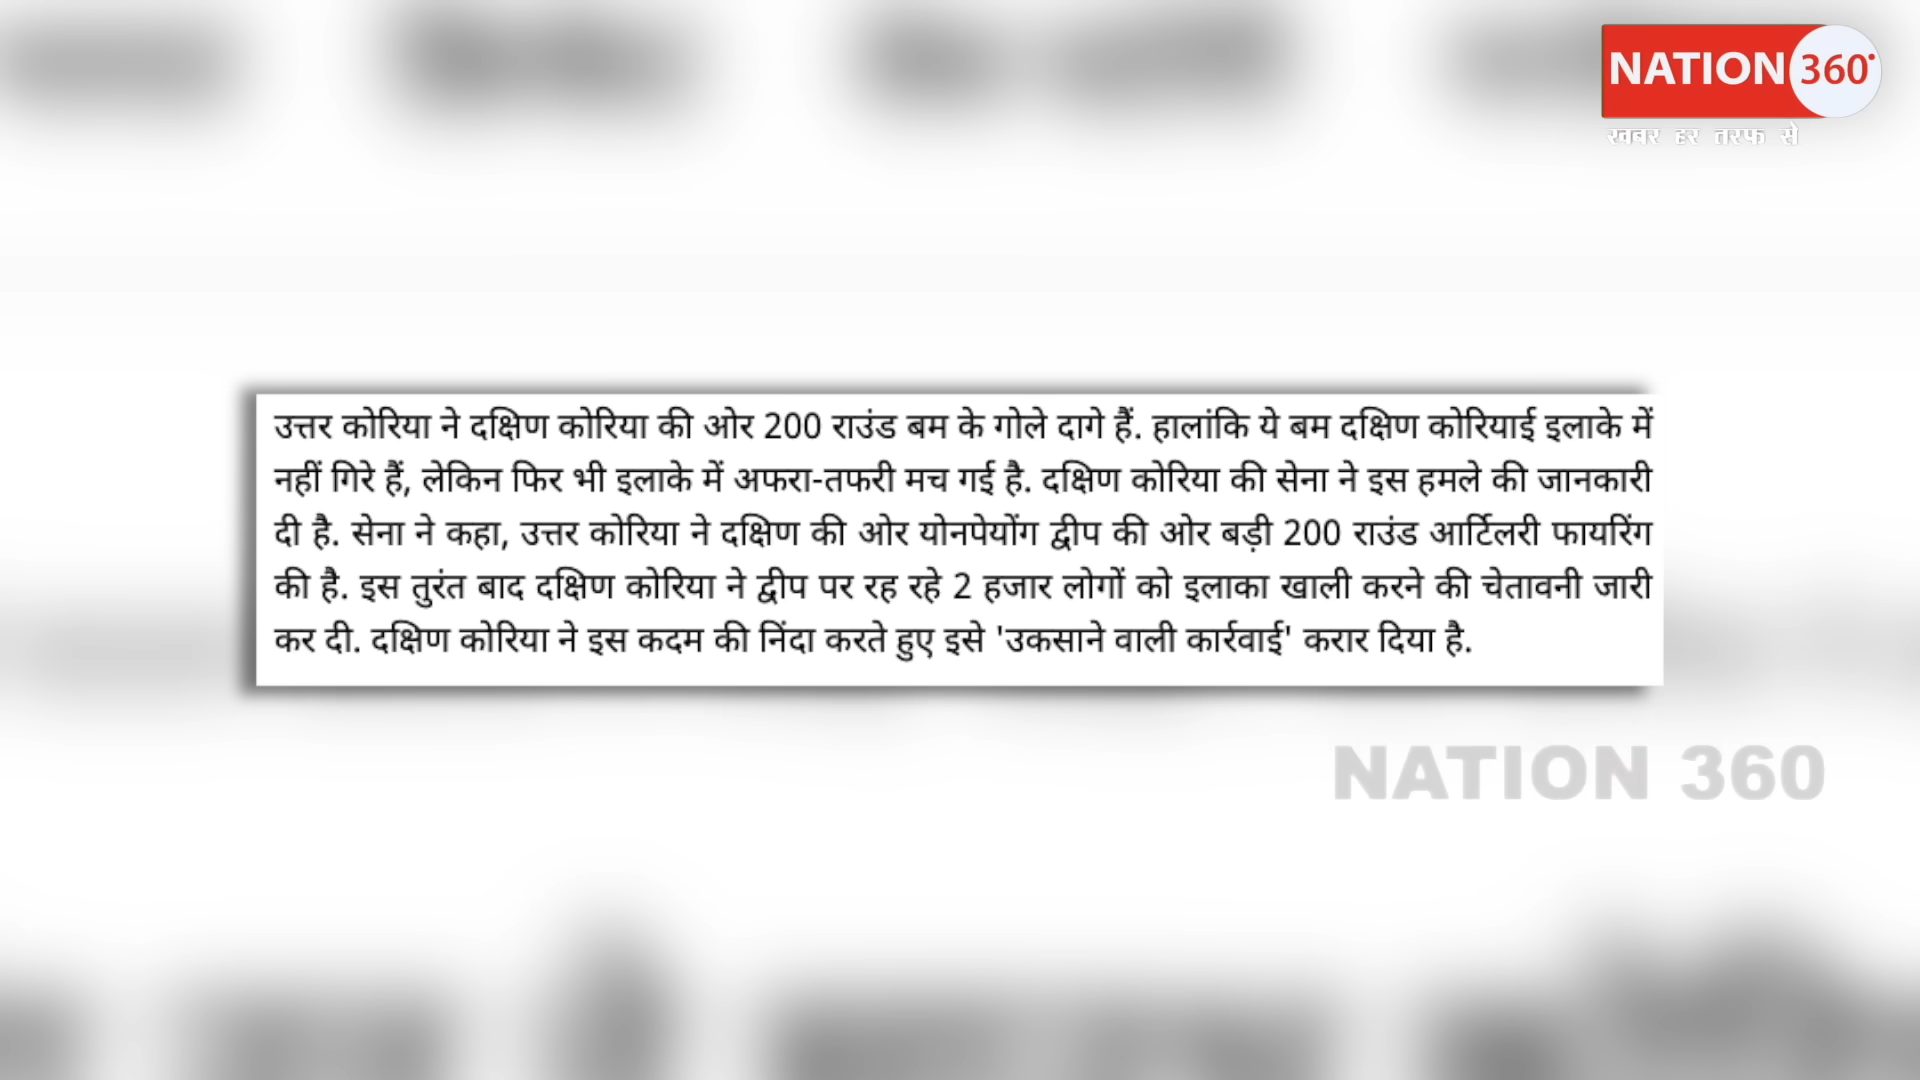 NATION 360°
खबर हर तरफ से
उत्तर कोरिया ने दक्षिण कोरिया की ओर 200 राउंड बम के गोले दागे हैं. हालांकि ये बम दक्षिण कोरियाई इलाके में
नहीं गिरे हैं, लेकिन फिर भी इलाके में अफरा-तफरी मच गई है. दक्षिण कोरिया की सेना ने इस हमले की जानकारी
दी है. सेना ने कहा, उत्तर कोरिया ने दक्षिण की ओर योनपेयोंग द्वीप की ओर बड़ी 200 राउंड आर्टिलरी फायरिंग
की है. इस तुरंत बाद दक्षिण कोरिया ने द्वीप पर रह रहे 2 हजार लोगों को इलाका खाली करने की चेतावनी जारी
कर दी. दक्षिण कोरिया ने इस कदम की निंदा करते हुए इसे 'उकसाने वाली कार्रवाई' करार दिया है.
NATION 360